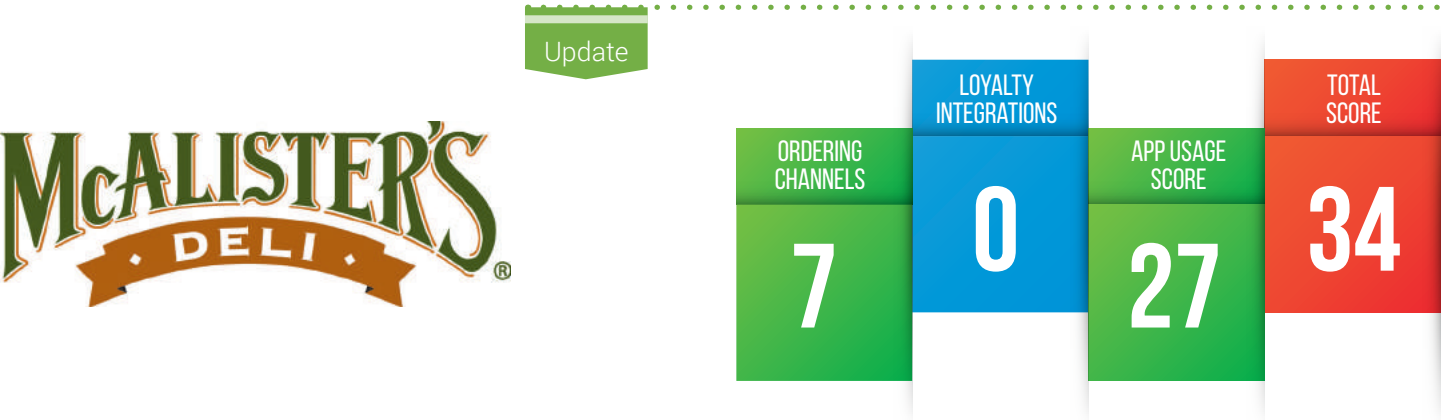 Update
McALISTER'S
DELI
®
ORDERING
CHANNELS
7
LOYALTY
INTEGRATIONS
0
APP USAGE
SCORE
27
TOTAL
SCORE
34